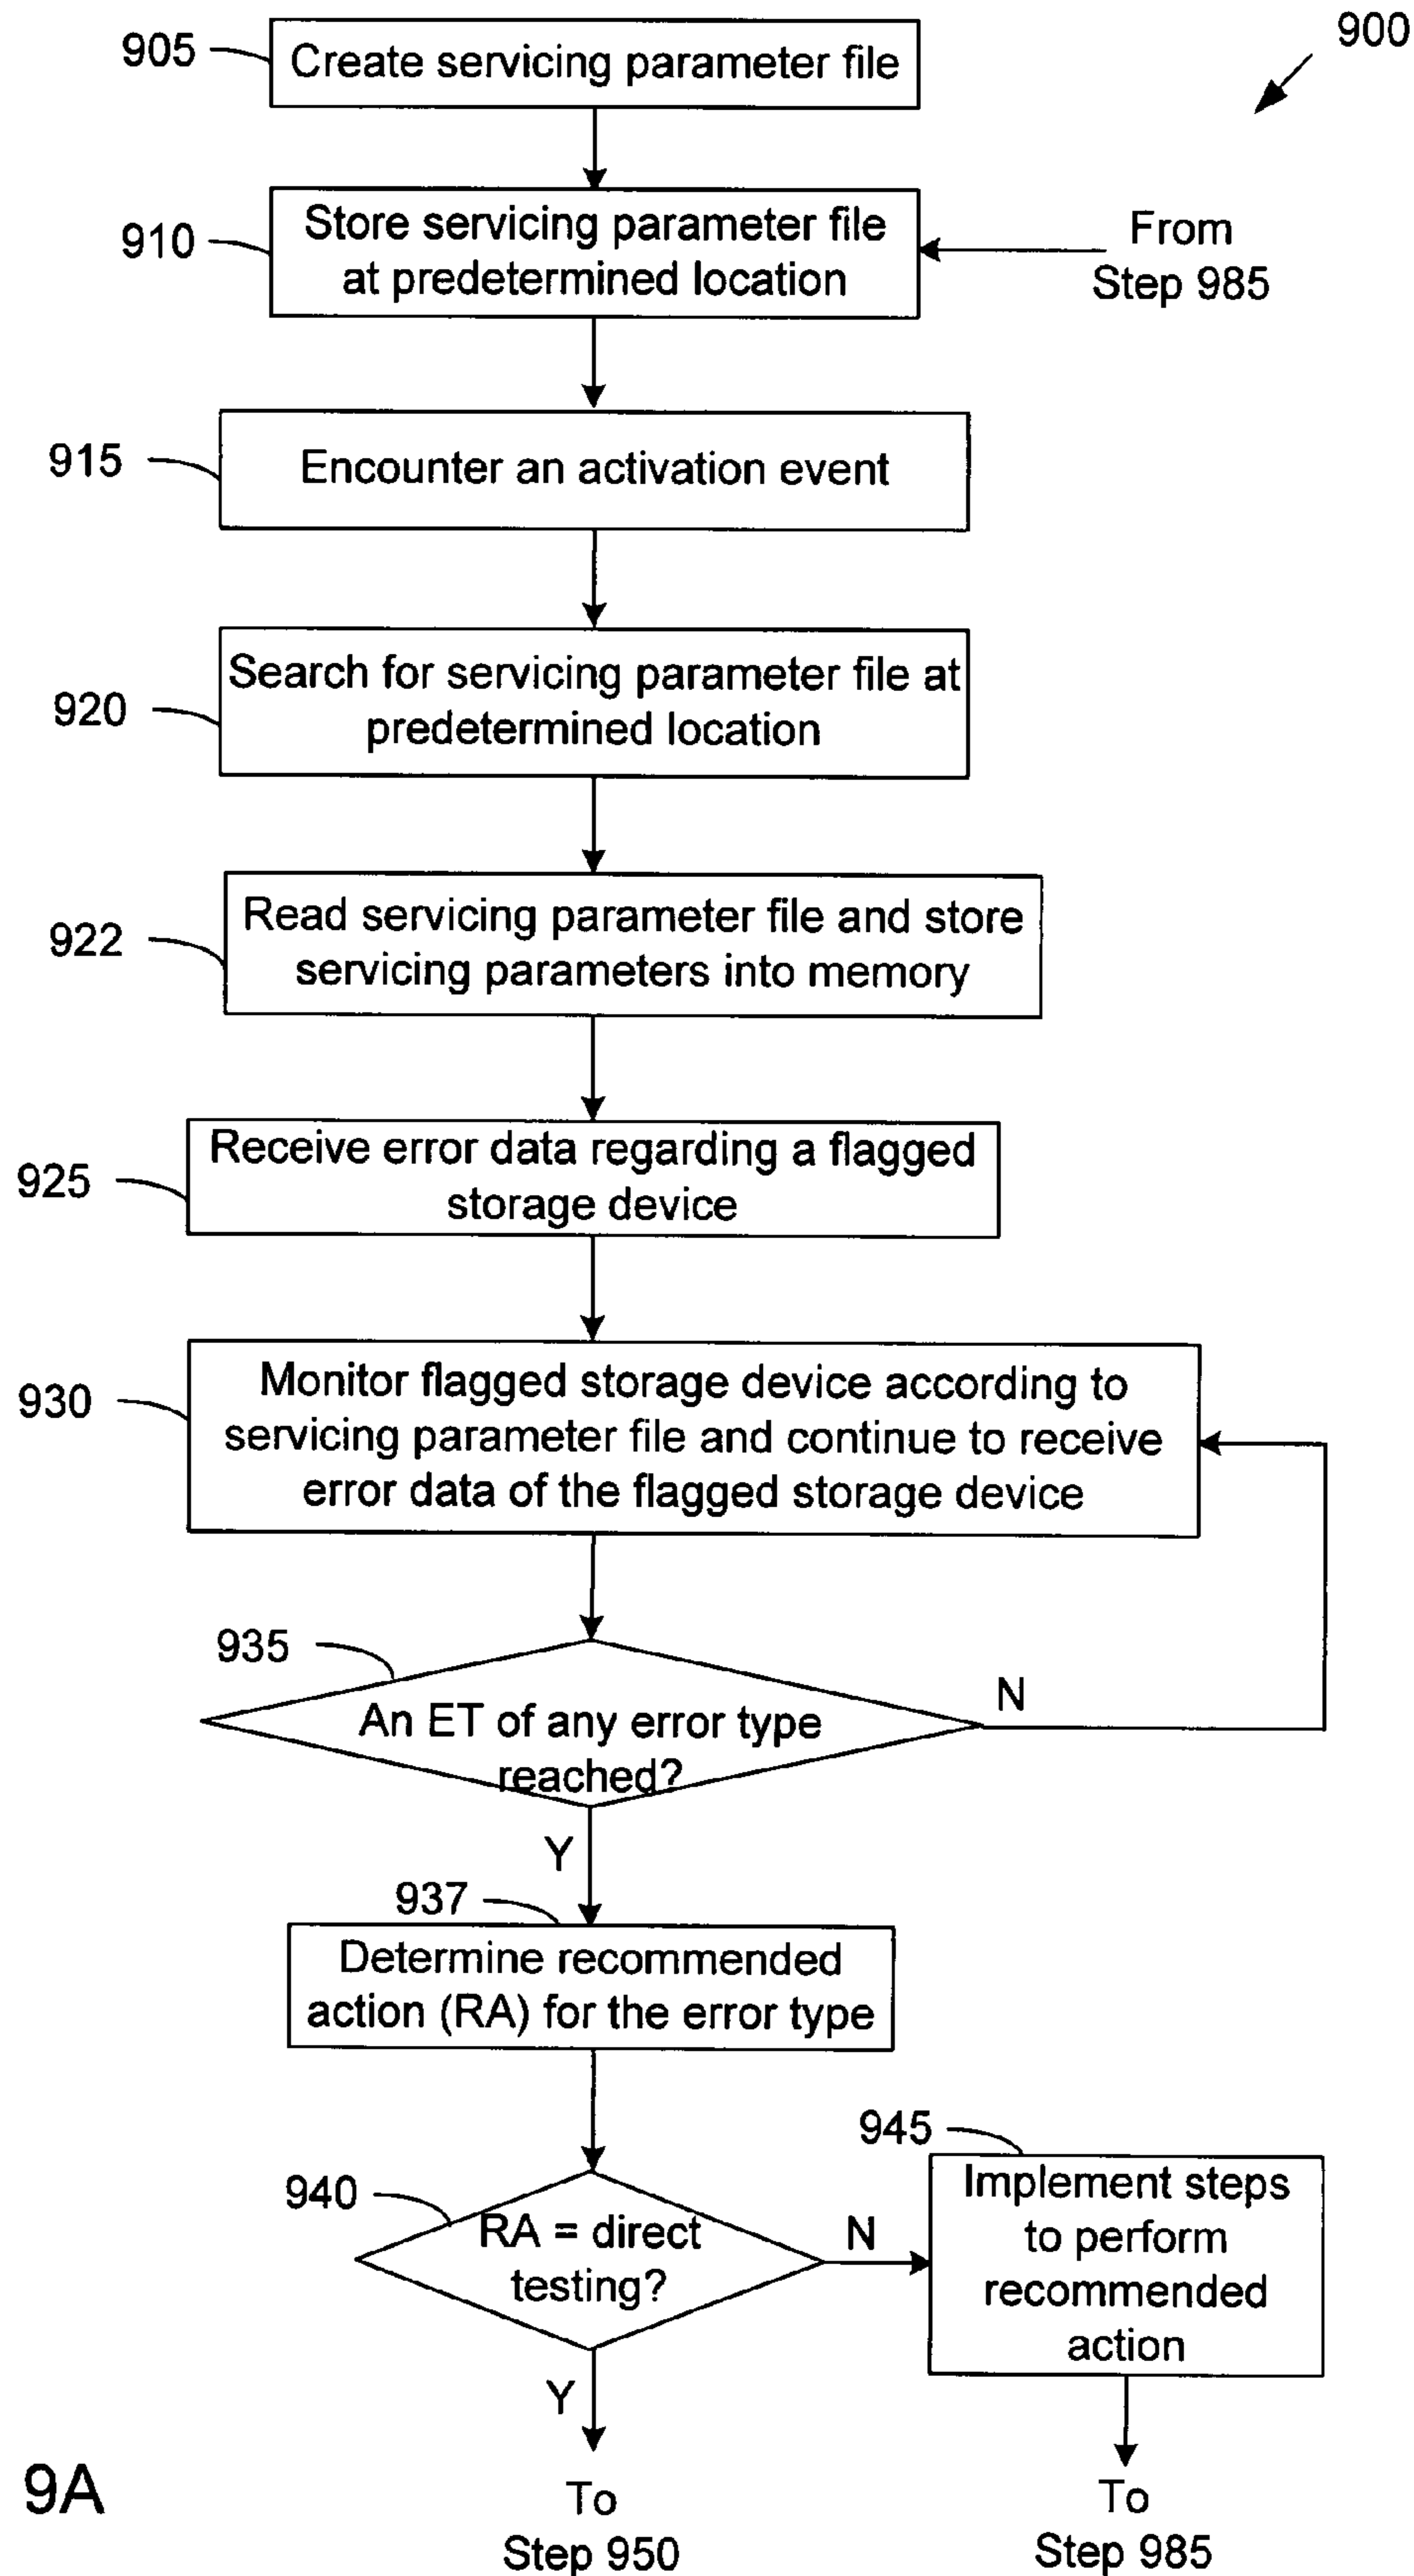 900
905
Create servicing parameter file
910
Store servicing parameter file
at predetermined location
From
Step 985
915
Encounter an activation event
920
Search for servicing parameter file at
predetermined location
922
Read servicing parameter file and store
servicing parameters into memory
925
Receive error data regarding a flagged
storage device
930
Monitor flagged storage device according to
servicing parameter file and continue to receive
error data of the flagged storage device
935
An ET of any error type
reached?
N
Y
937
Determine recommended
action (RA) for the error type
940
RA = direct
testing?
N
945
Implement steps
to perform
recommended
action
Y
9A
To
Step 950
To
Step 985